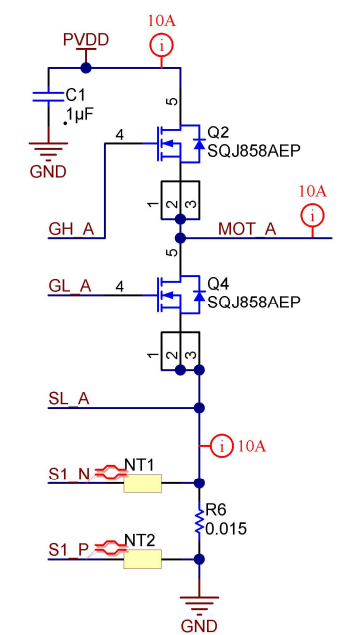 10A
PVDD
i
C1
1µF
GND
5
Q2
4
SQJ858AEP
1
2
3
10A
i
GH_A
MOT_A
5
Q4
GL_A
4
SQJ858AEP
1
2
3
SL_A
i 10A
S1_N
NT1
R6
0.015
S1_P
NT2
GND